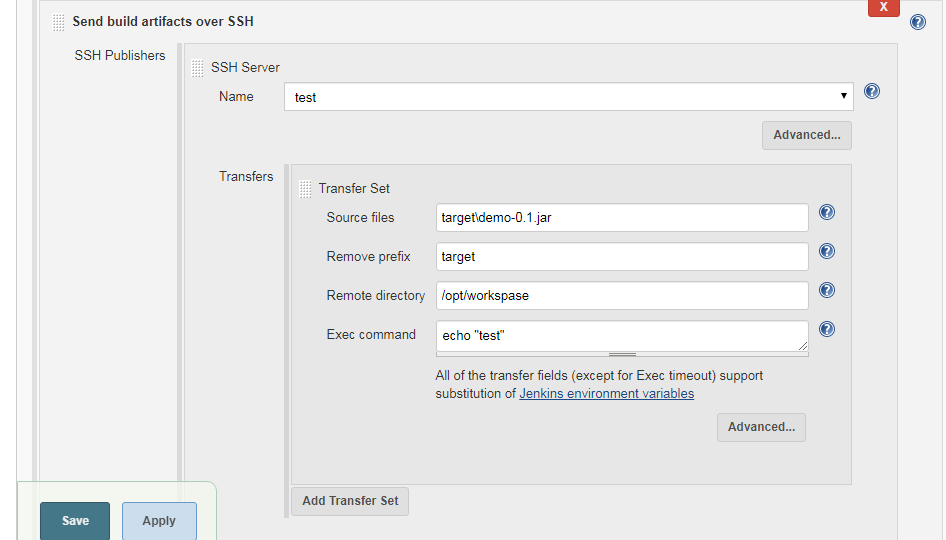 X
Send build artifacts over SSH
SSH Publishers
SSH Server
Name
test
Advanced...
Transfers
Transfer Set
Source files
target\demo-0.1.jar
Remove prefix
target
Remote directory
/opt/workspase
Exec command
echo "test"
All of the transfer fields (except for Exec timeout) support
substitution of Jenkins environment variables
Advanced...
Add Transfer Set
Save
Apply